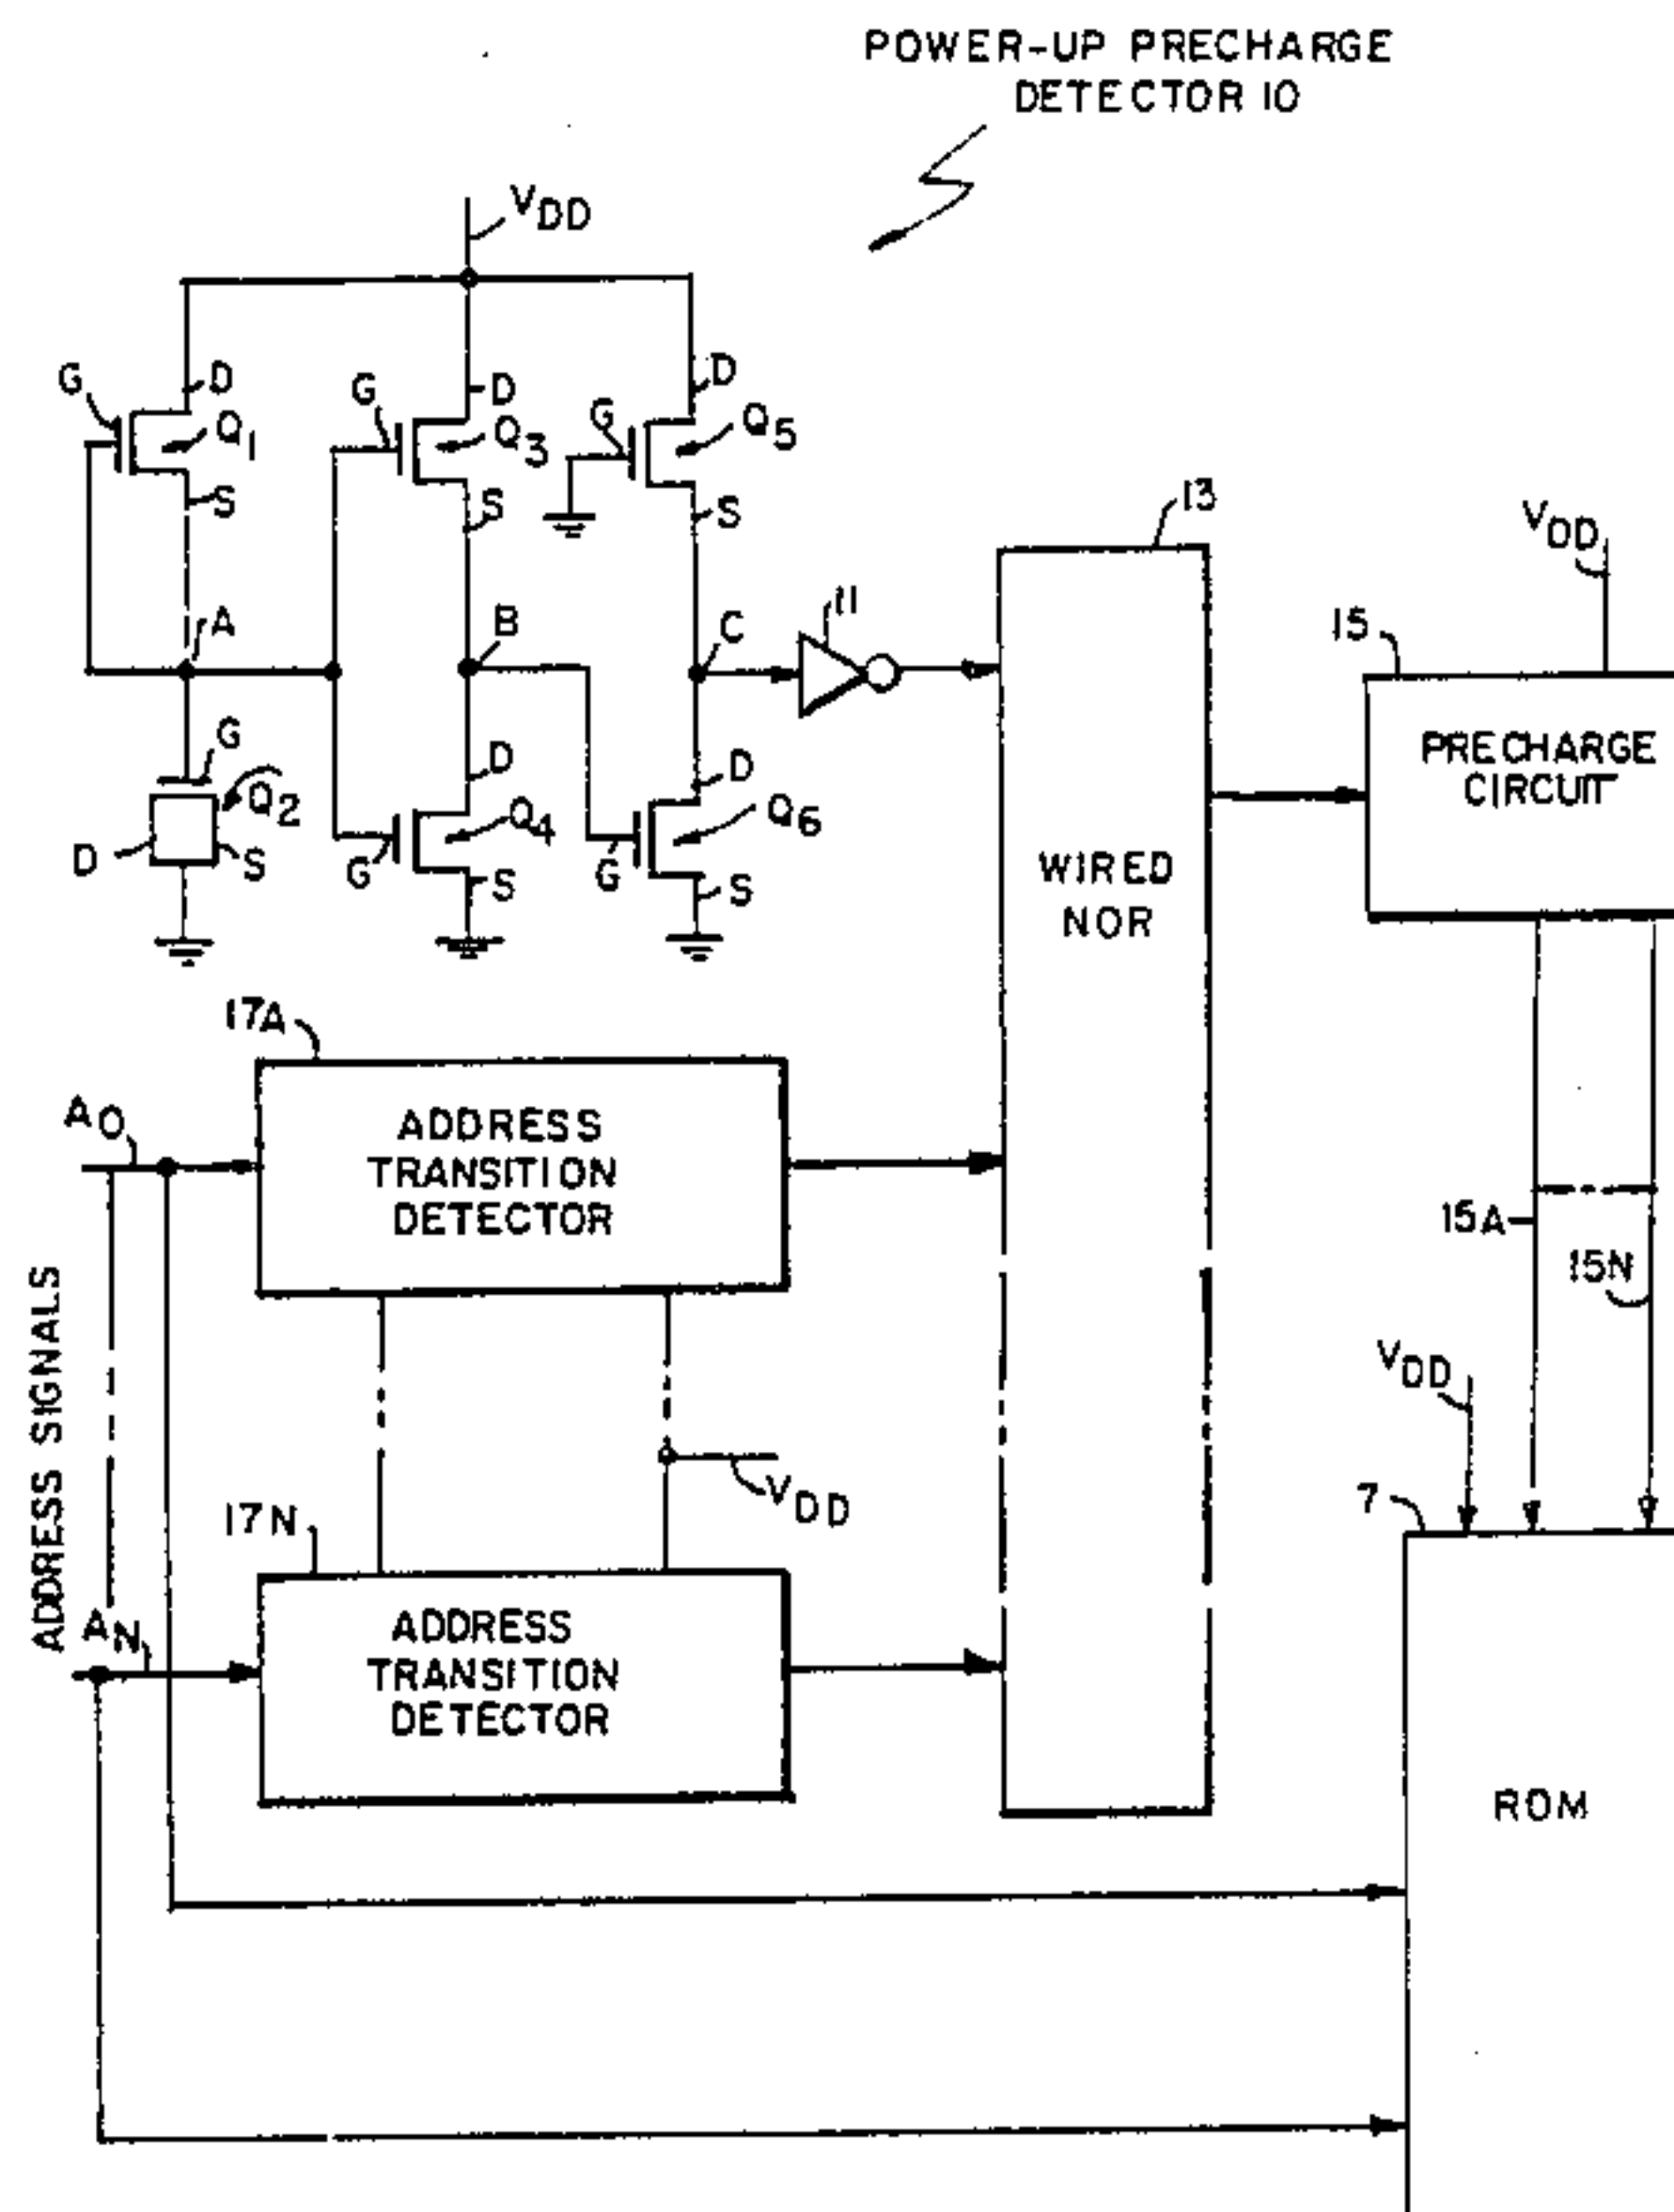 POWER-UP PRECHARGE
DETECTOR 10
VDD
G
D
Q1
S
G
D
Q3
S
G
D
Q5
S
A
B
C
11
13
VDD
15
PRECHARGE
CIRCUIT
G
Q2
D
S
D
Q4
G
S
D
Q6
G
S
WIRED
NOR
17A
A0
ADDRESS
TRANSITION
DETECTOR
15A
15N
ADDRESS SIGNALS
VDD
VDD
7
17N
AN
ADDRESS
TRANSITION
DETECTOR
ROM